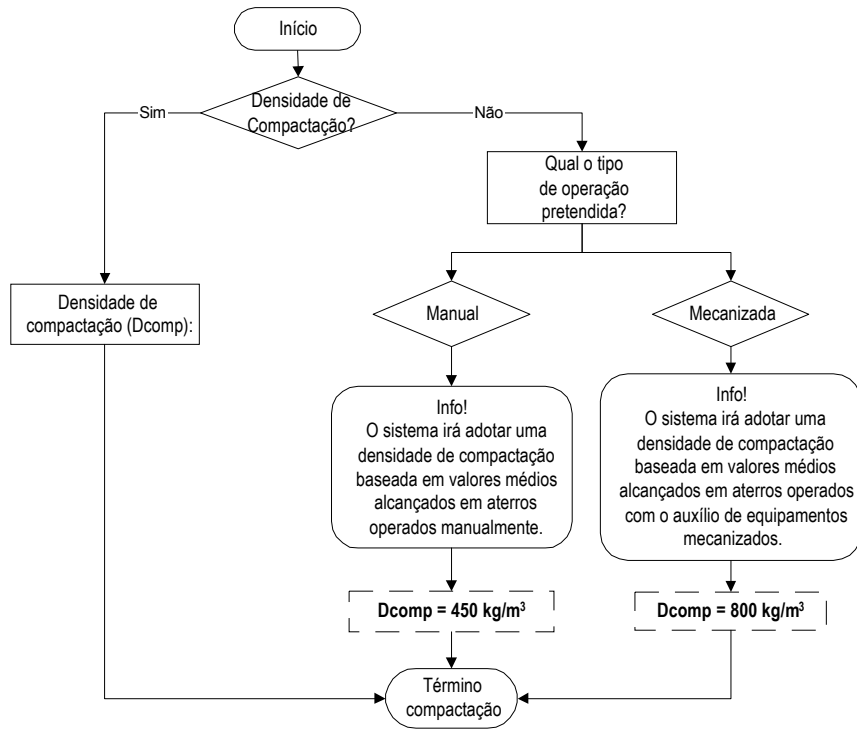 Início
Densidade de
Compactação?
Sim
Não
Qual o tipo
de operação
pretendida?
Densidade de
compactação (Dcomp):
Manual
Mecanizada
Info!
O sistema irá adotar uma
densidade de compactação
baseada em valores médios
alcançados em aterros
operados manualmente.
Info!
O sistema irá adotar uma
densidade de compactação
baseada em valores médios
alcançados em aterros operados
com o auxílio de equipamentos
mecanizados.
Dcomp = 450 kg/m³
Dcomp = 800 kg/m³
Término
compactação